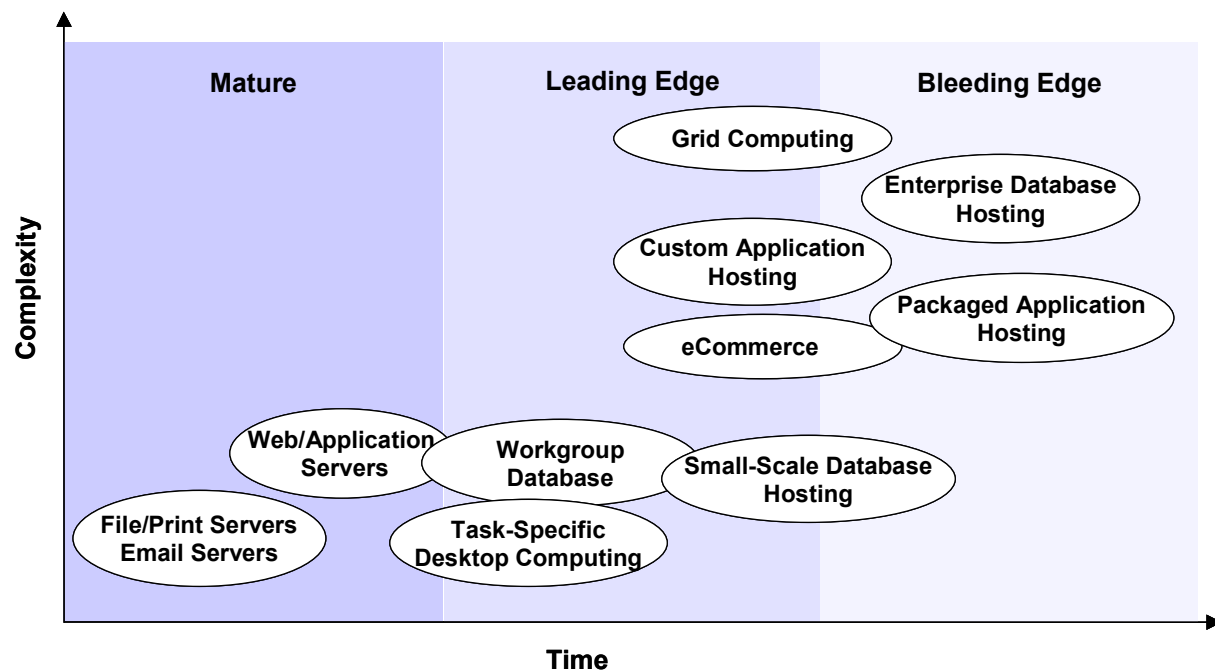 Mature
Leading Edge
Bleeding Edge
Grid Computing
Enterprise Database
Hosting
Custom Application
Hosting
Packaged Application
Hosting
eCommerce
Web/Application
Servers
Workgroup
Database
Small-Scale Database
Hosting
File/Print Servers
Email Servers
Task-Specific
Desktop Computing
Complexity
Time